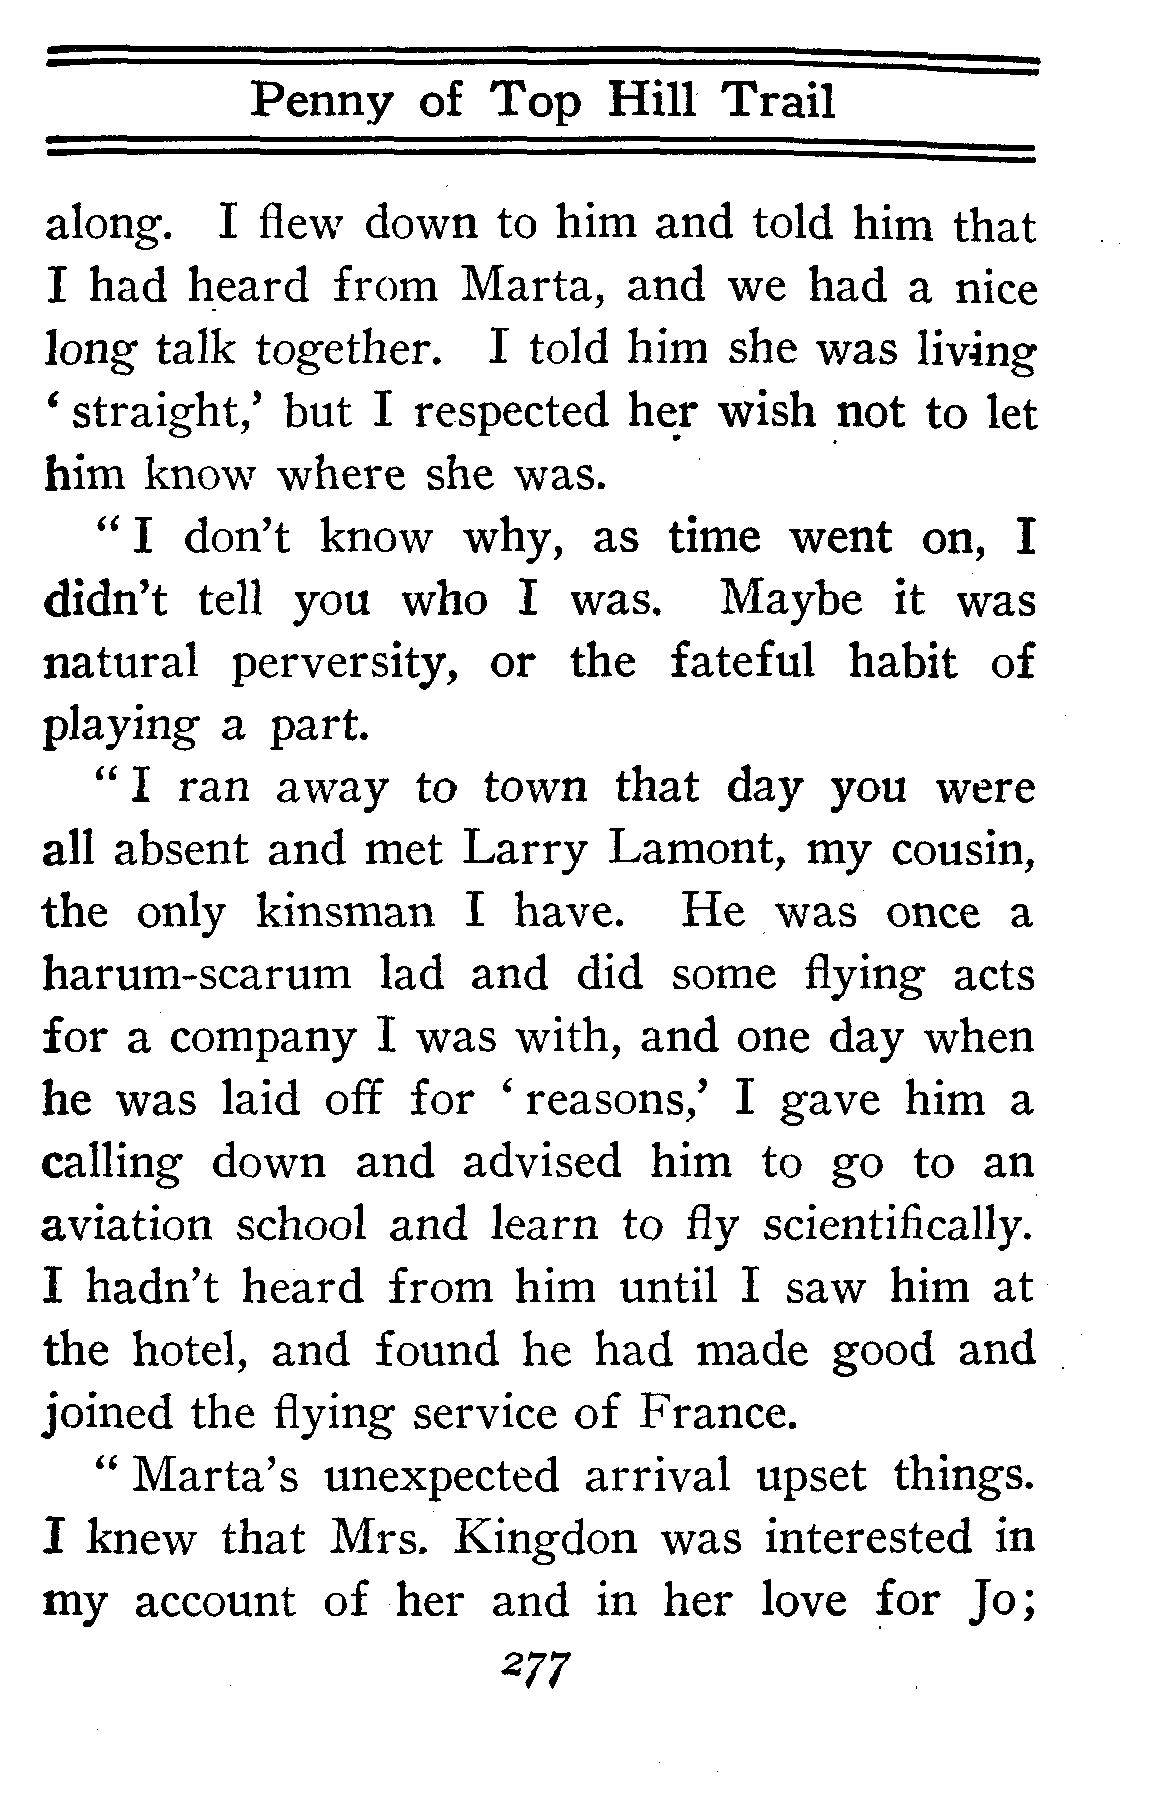 Penny of Top Hill Trail
along. I flew down to him and told him that
I had heard from Marta, and we had a nice
long talk together. I told him she was living
‘ straight,’ but I respected her wish not to let
him know where she was.
“ I don’t know why, as time went on, I
didn’t tell you who I was. Maybe it was
natural perversity, or the fateful habit of
playing a part.
“ I ran away to town that day you were
all absent and met Larry Lamont, my cousin,
the only kinsman I have. He was once a
harum-scarum lad and did some flying acts
for a company I was with, and one day when
he was laid off for ‘ reasons,’ I gave him a
calling down and advised him to go to an
aviation school and learn to fly scientifically.
I hadn’t heard from him until I saw him at
the hotel, and found he had made good and
joined the flying service of France.
“ Marta’s unexpected arrival upset things.
I knew that Mrs. Kingdon was interested in
my account of her and in her love for Jo;
277